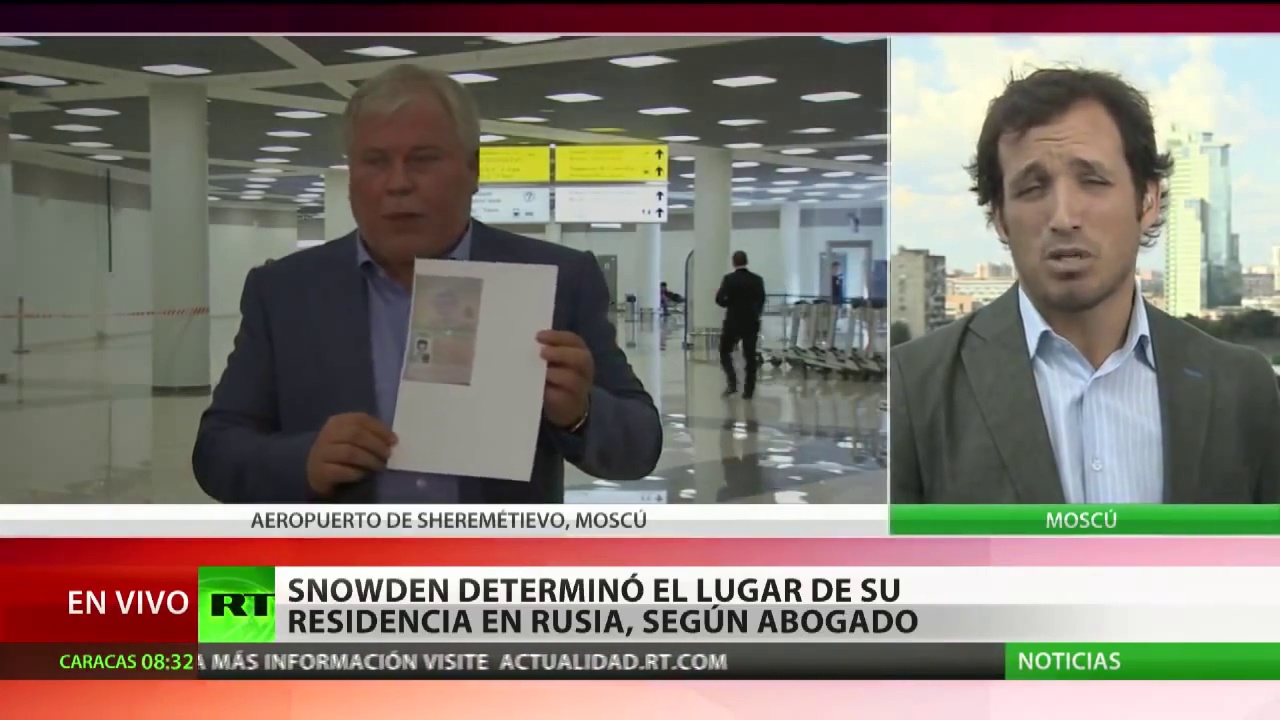 AEROPUERTO DE SHEREMÉTIEVO, MOSCÚ
MOSCÚ
EN VIVO
RT
SNOWDEN DETERMINÓ EL LUGAR DE SU
RESIDENCIA EN RUSIA, SEGÚN ABOGADO
CARACAS 08:32
A MÁS INFORMACIÓN VISITE ACTUALIDAD.RT.COM
NOTICIAS